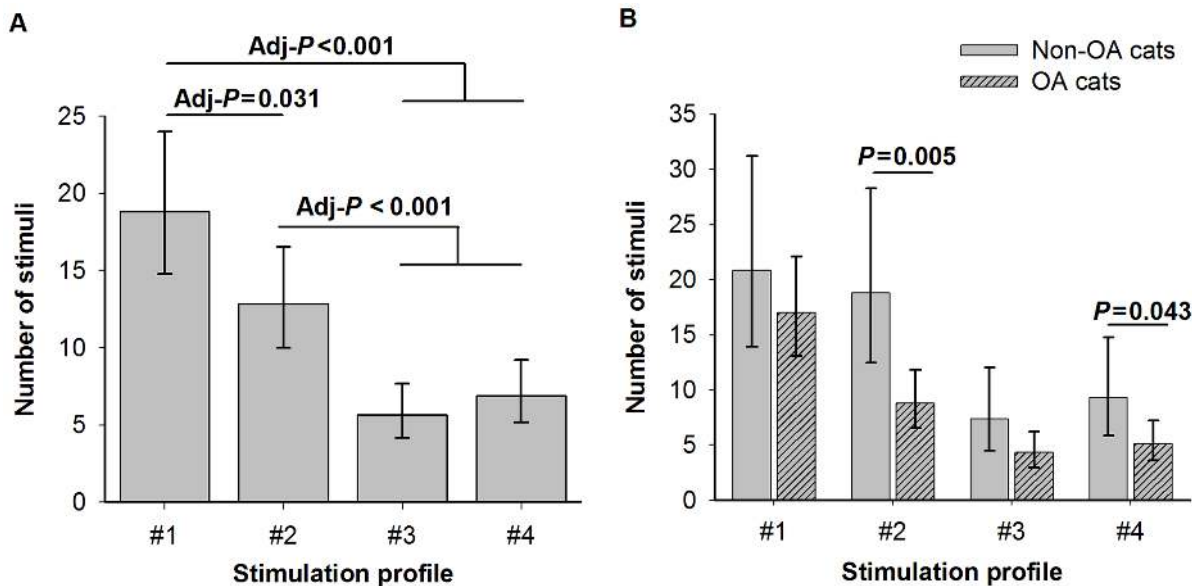 A
Adj-P<0.001
Adj-P=0.031
Adj-P < 0.001
25
20
15
10
5
0
Number of stimuli
#1 #2 #3 #4
Stimulation profile
B
Non-OA cats
OA cats
P=0.005
P=0.043
35
30
25
20
15
10
5
0
Number of stimuli
#1 #2 #3 #4
Stimulation profile